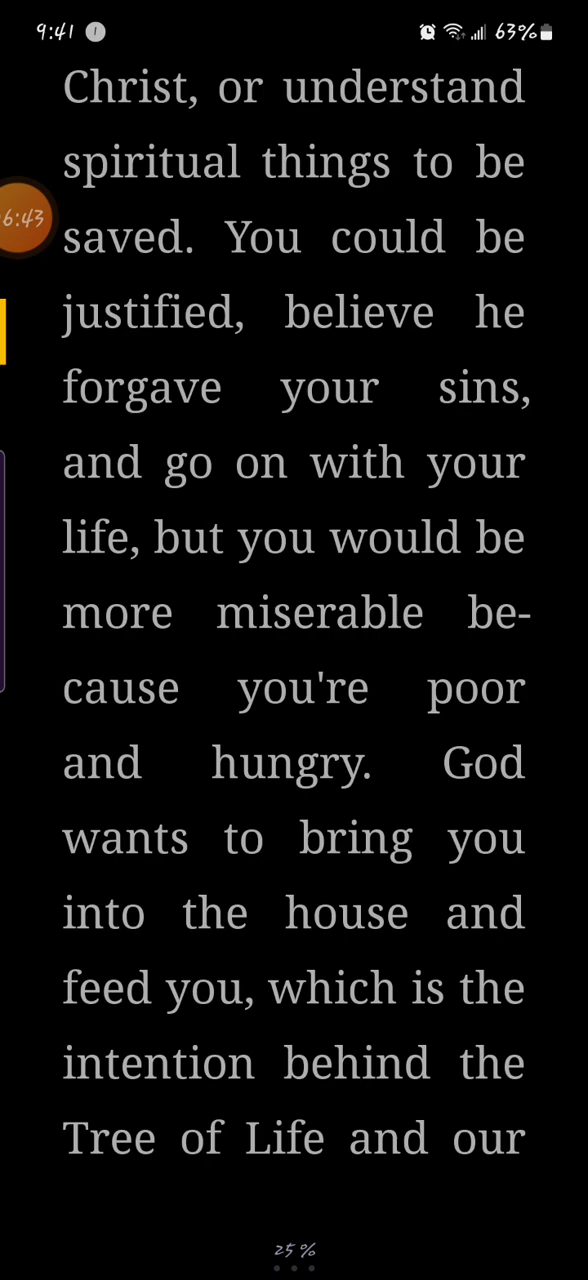 9:41 63%
Christ, or understand
spiritual things to be
6:43
saved. You could be
justified, believe he
forgave your sins,
and go on with your
life, but you would be
more miserable be-
cause you're poor
and hungry. God
wants to bring you
into the house and
feed you, which is the
intention behind the
Tree of Life and our
25%